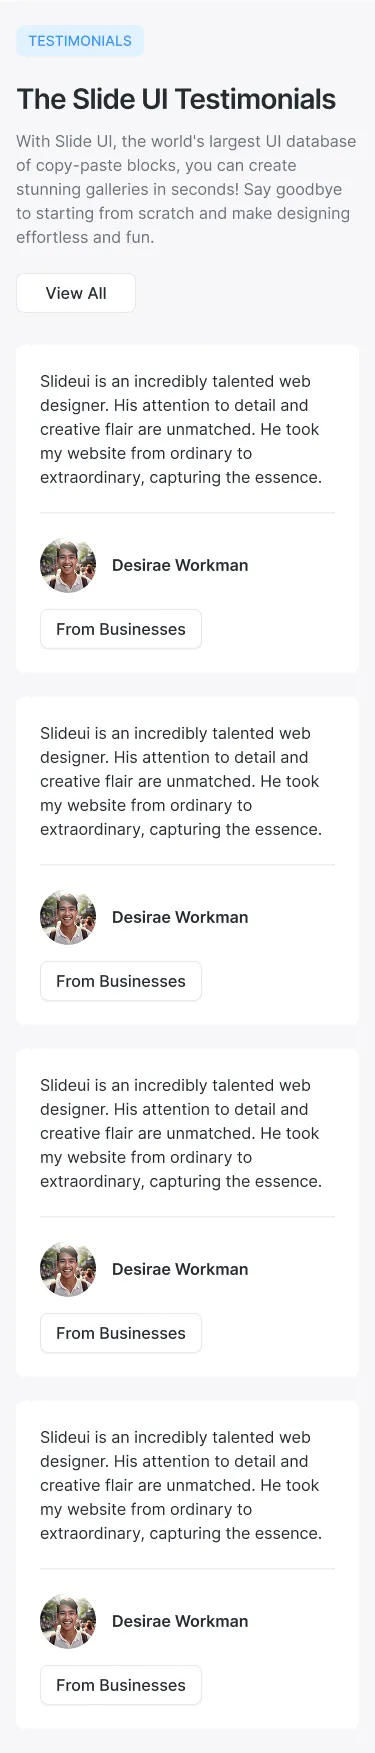 TESTIMONIALS
The Slide UI Testimonials
With Slide UI, the world's largest UI database
of copy-paste blocks, you can create
stunning galleries in seconds! Say goodbye
to starting from scratch and make designing
effortless and fun.
View All
Slideui is an incredibly talented web
designer. His attention to detail and
creative flair are unmatched. He took
my website from ordinary to
extraordinary, capturing the essence.
Desirae Workman
From Businesses
Slideui is an incredibly talented web
designer. His attention to detail and
creative flair are unmatched. He took
my website from ordinary to
extraordinary, capturing the essence.
Desirae Workman
From Businesses
Slideui is an incredibly talented web
designer. His attention to detail and
creative flair are unmatched. He took
my website from ordinary to
extraordinary, capturing the essence.
Desirae Workman
From Businesses
Slideui is an incredibly talented web
designer. His attention to detail and
creative flair are unmatched. He took
my website from ordinary to
extraordinary, capturing the essence.
Desirae Workman
From Businesses